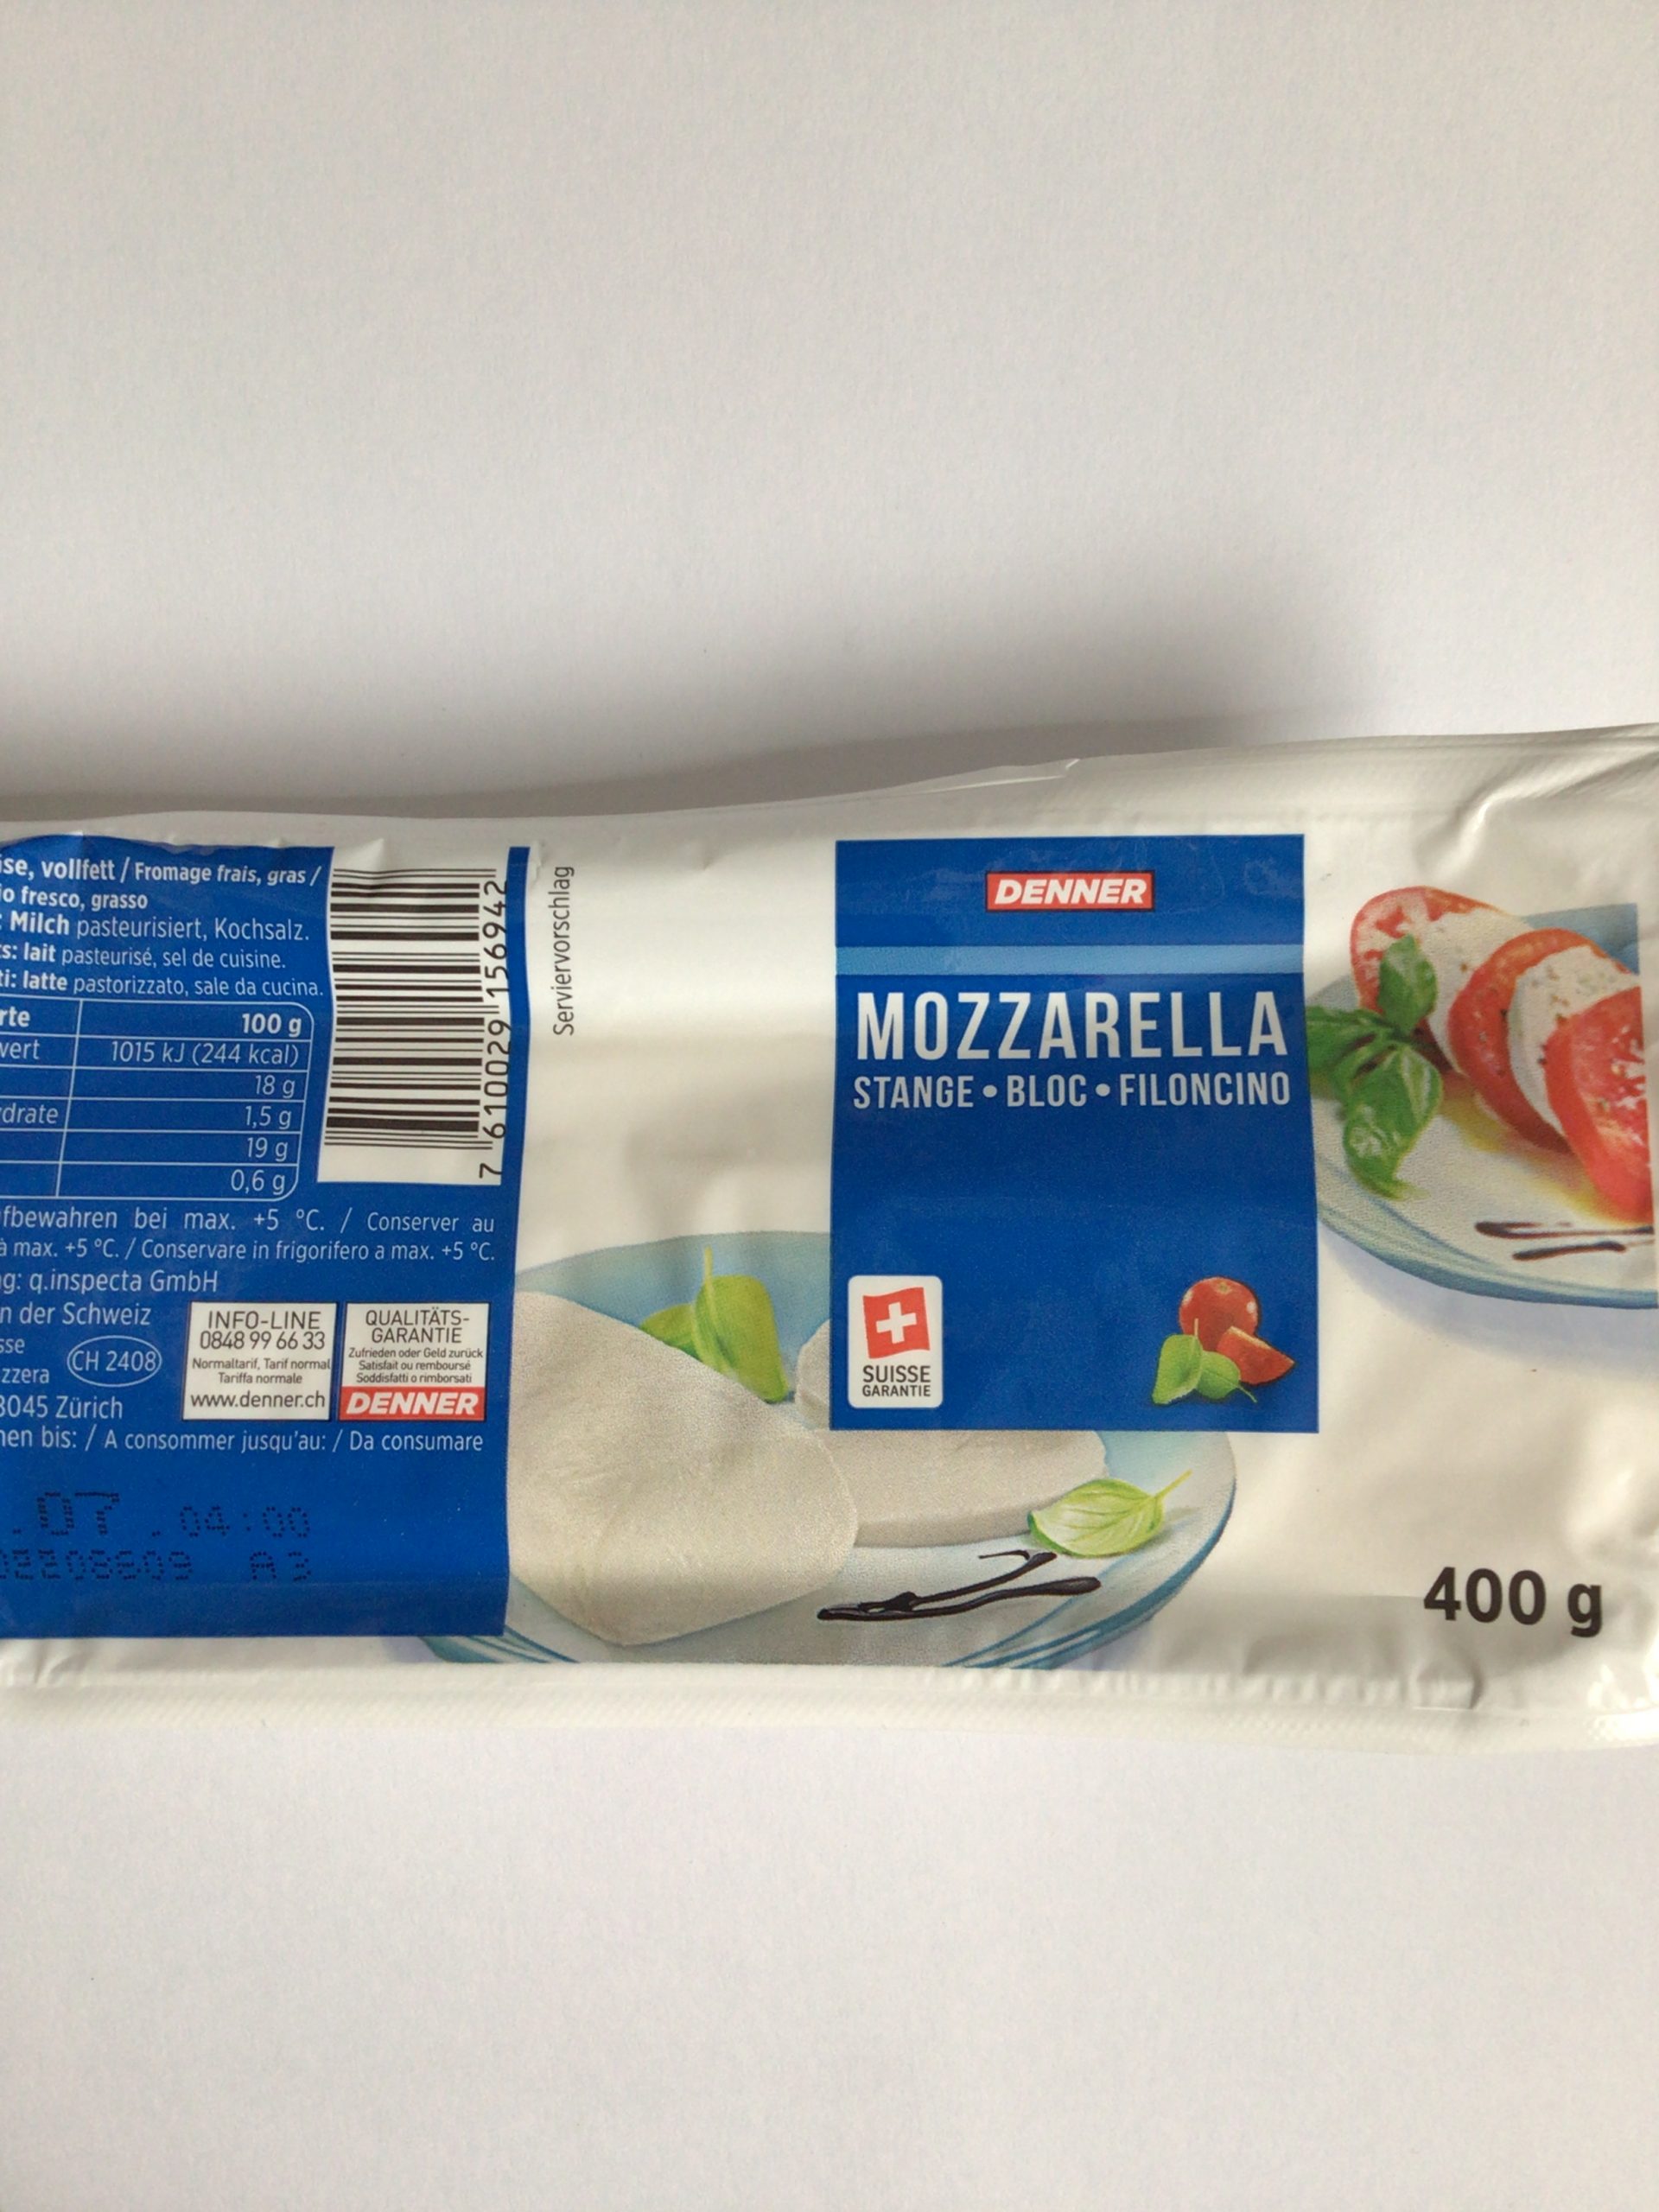 se, vollfett / Fromage frais, gras /
io fresco, grasso
: Milch pasteurisiert, Kochsalz.
ts: lait pasteurisé, sel de cuisine.
ti: latte pastorizzato, sale da cucina.
rte 100 g
wert 1015 kJ (244 kcal)
18 g
drate 1,5 g
19 g
0,6 g
7 610029 156942
fbewahren bei max. +5 °C. / Conserver au
à max. +5 °C. / Conservare in frigorifero a max. +5 °C.
g: q.inspecta GmbH
n der Schweiz
sse
zzera
CH 2408
8045 Zürich
INFO-LINE
0848 99 66 33
Normaltarif, Tarif normal
Tariffa normale
www.denner.ch
QUALITÄTS-
GARANTIE
Zufrieden oder Geld zurück
Satisfait ou remboursé
Soddisfatti o rimborsati
DENNER
en bis: / A consommer jusqu'au: / Da consumare
.07 . 04:00
A3
Serviervorschlag
DENNER
MOZZARELLA
STANGE • BLOC • FILONCINO
SUISSE
GARANTIE
400 g